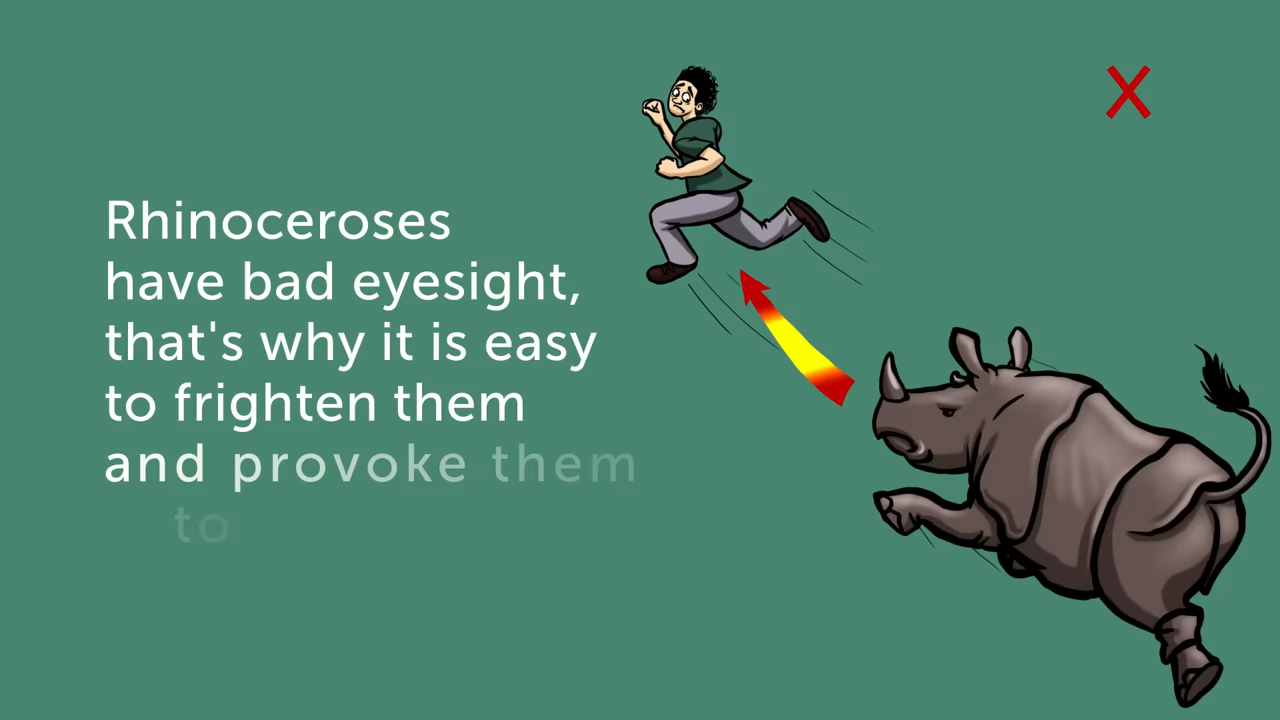 Rhinoceroses
have bad eyesight,
that's why it is easy
to frighten them
and provoke them
to
X